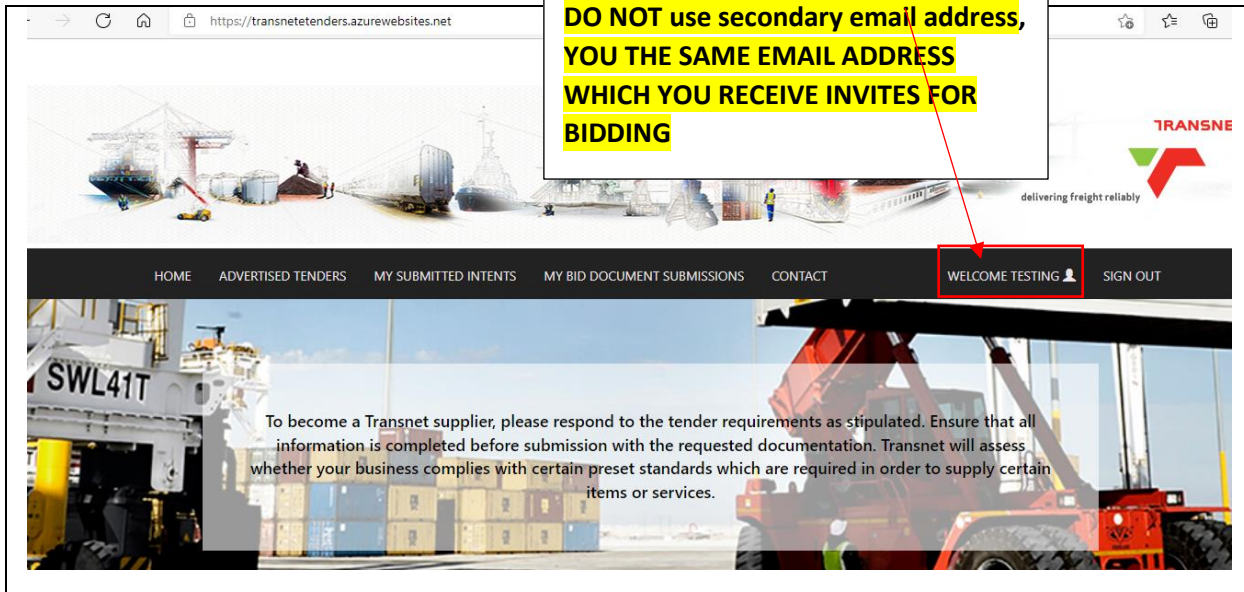 https://transnetetenders.azurewebsites.net
DO NOT use secondary email address,
YOU THE SAME EMAIL ADDRESS
WHICH YOU RECEIVE INVITES FOR
BIDDING
TRANSNE
delivering freight reliably
HOME ADVERTISED TENDERS MY SUBMITTED INTENTS MY BID DOCUMENT SUBMISSIONS CONTACT WELCOME TESTING SIGN OUT
SWL41T
To become a Transnet supplier, please respond to the tender requirements as stipulated. Ensure that all
information is completed before submission with the requested documentation. Transnet will assess
whether your business complies with certain preset standards which are required in order to supply certain
items or services.